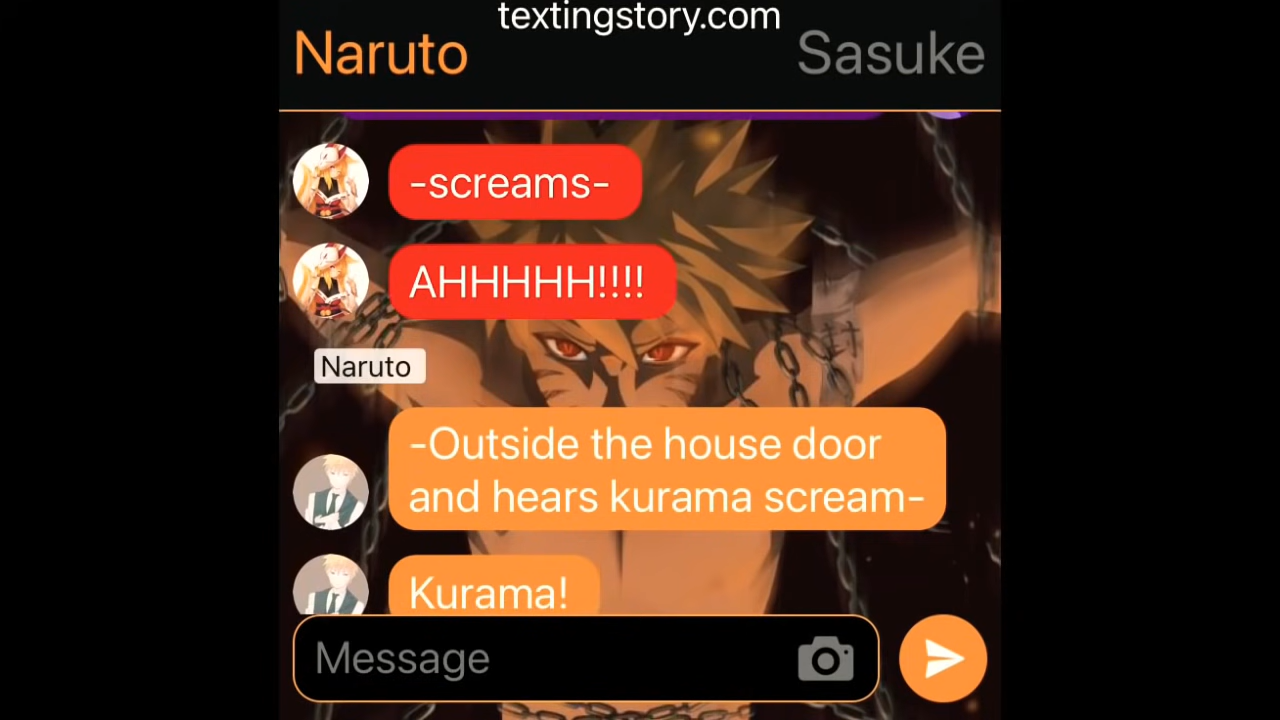 textingstory.com
Naruto
Sasuke
-screams-
AHHHHH!!!!
Naruto
-Outside the house door
and hears kurama scream-
Kurama!
Message